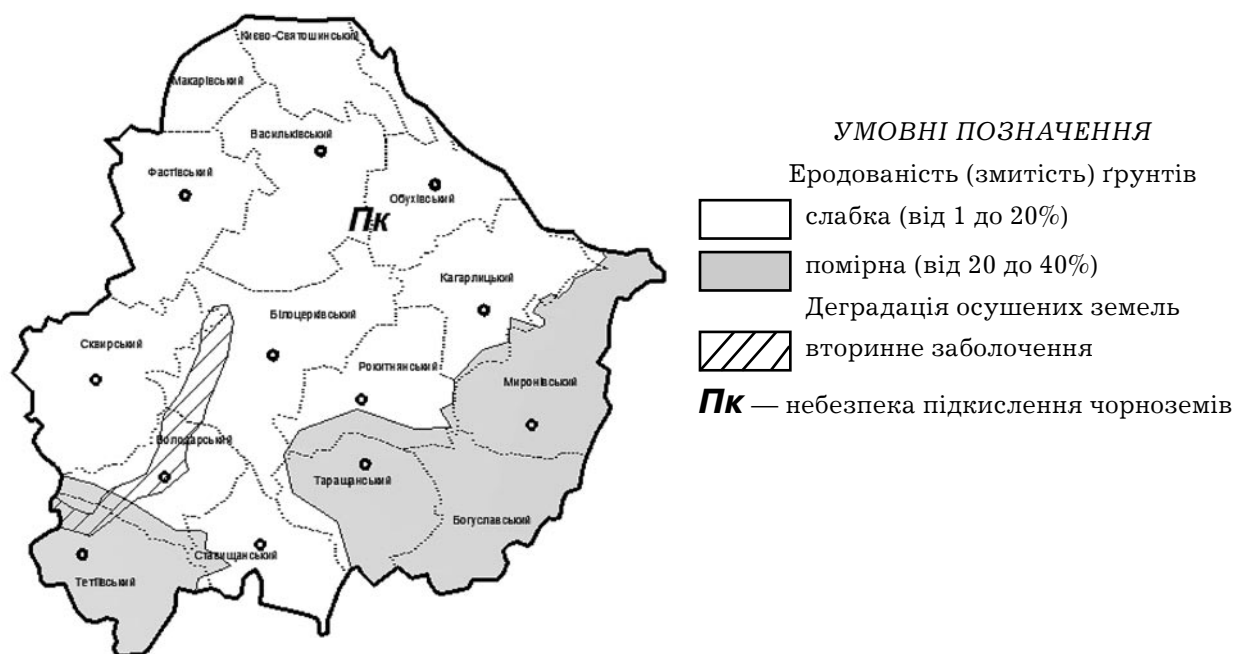 Києво-Святошинський
Макарівський
Васильківський
Фастівський
Обухівський
Пк
Кагарлицький
Білоцерківський
Сквирський
Рокитнянський
Миронівський
Володарський
Таращанський
Богуславський
Ставищанський
Тетіївський
УМОВНІ ПОЗНАЧЕННЯ
Еродованість (змитість) ґрунтів
слабка (від 1 до 20%)
помірна (від 20 до 40%)
Деградація осушених земель
вторинне заболочення
Пк — небезпека підкислення чорноземів